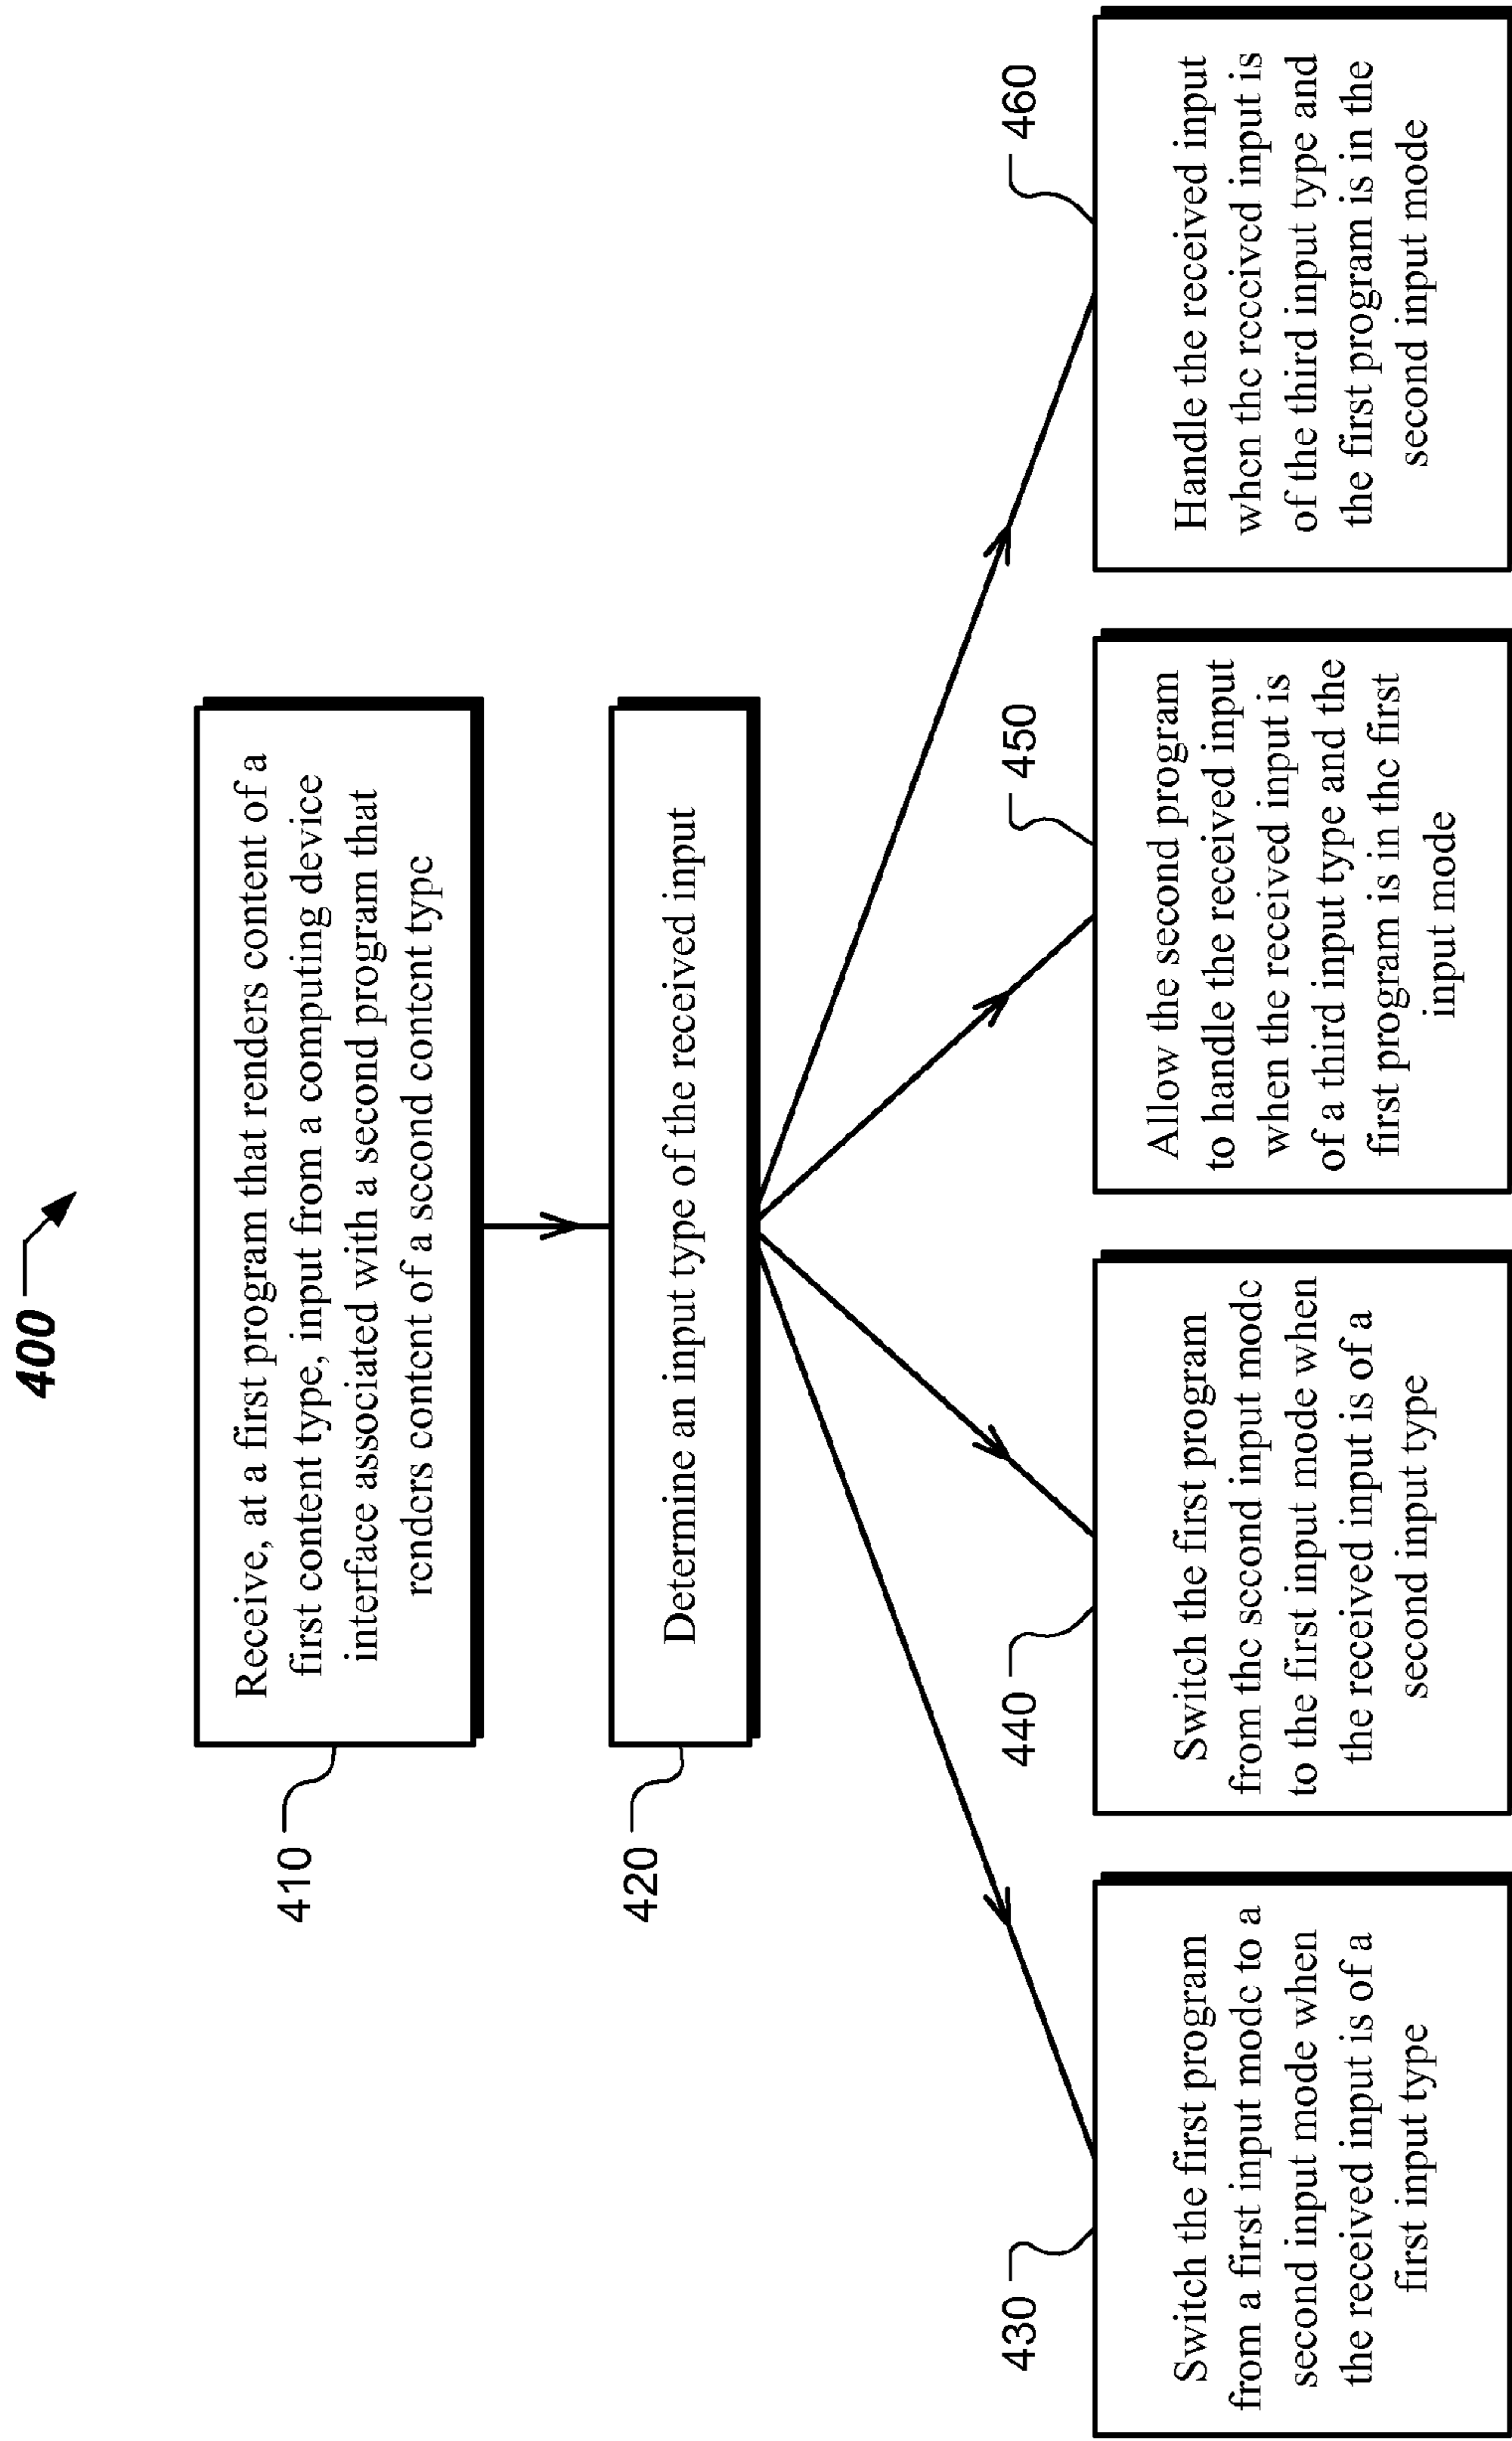 400
410
Receive, at a first program that renders content of a
first content type, input from a computing device
interface associated with a second program that
renders content of a second content type
420
Determine an input type of the received input
430
Switch the first program
from a first input mode to a
second input mode when
the received input is of a
first input type
440
Switch the first program
from the second input mode
to the first input mode when
the received input is of a
second input type
450
Allow the second program
to handle the received input
when the received input is
of a third input type and the
first program is in the first
input mode
460
Handle the received input
when the received input is
of the third input type and
the first program is in the
second input mode